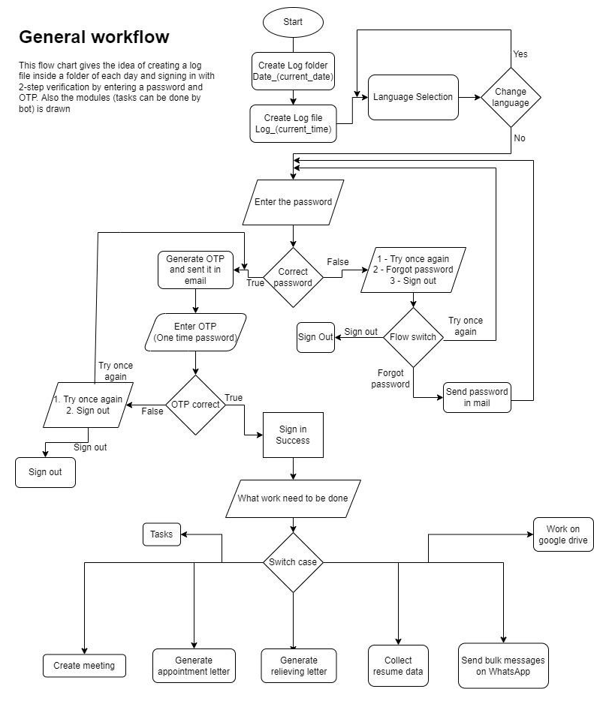 General workflow
This flow chart gives the idea of creating a log
file inside a folder of each day and signing in with
2-step verification by entering a password and
OTP. Also the modules (tasks can be done by
bot) is drawn
Start
Create Log folder
Date_(current_date)
Create Log file
Log_(current_time)
Language Selection
Change
language
Yes
No
Enter the password
Correct
password
True
False
Generate OTP
and sent it in
email
1 - Try once again
2 - Forgot password
3 - Sign out
Flow switch
Sign out
Sign Out
Try once
again
Forgot
password
Send password
in mail
Enter OTP
(One time password)
OTP correct
True
False
Try once
again
1. Try once again
2. Sign out
Sign out
Sign out
Sign in
Success
What work need to be done
Switch case
Tasks
Work on
google drive
Create meeting
Generate
appointment letter
Generate
relieving letter
Collect
resume data
Send bulk messages
on WhatsApp